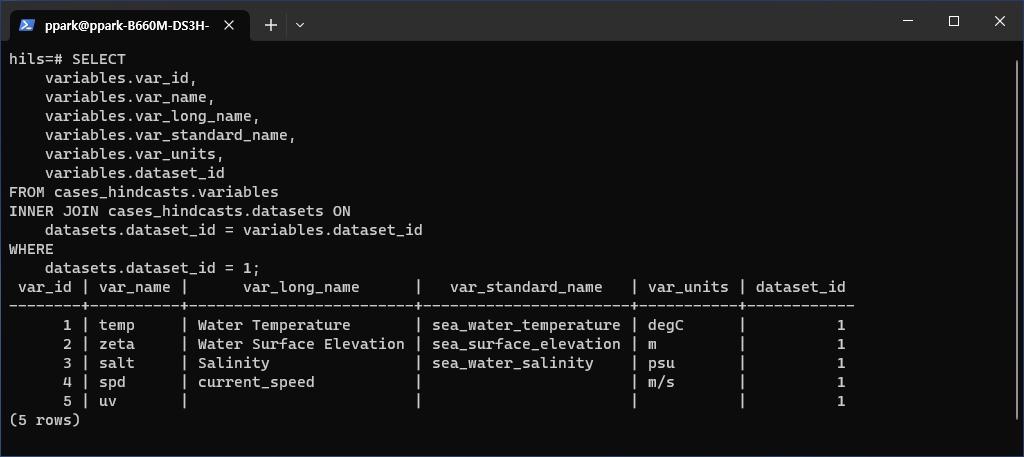 ppark@ppark-B660M-DS3H-
hils=# SELECT
    variables.var_id,
    variables.var_name,
    variables.var_long_name,
    variables.var_standard_name,
    variables.var_units,
    variables.dataset_id
FROM cases_hindcasts.variables
INNER JOIN cases_hindcasts.datasets ON
    datasets.dataset_id = variables.dataset_id
WHERE
    datasets.dataset_id = 1;
 var_id | var_name |      var_long_name      |   var_standard_name   | var_units | dataset_id
--------+----------+-------------------------+-----------------------+-----------+------------
      1 | temp     | Water Temperature       | sea_water_temperature | degC      |          1
      2 | zeta     | Water Surface Elevation | sea_surface_elevation | m         |          1
      3 | salt     | Salinity                | sea_water_salinity    | psu       |          1
      4 | spd      | current_speed           |                       | m/s       |          1
      5 | uv       |                         |                       |           |          1
(5 rows)